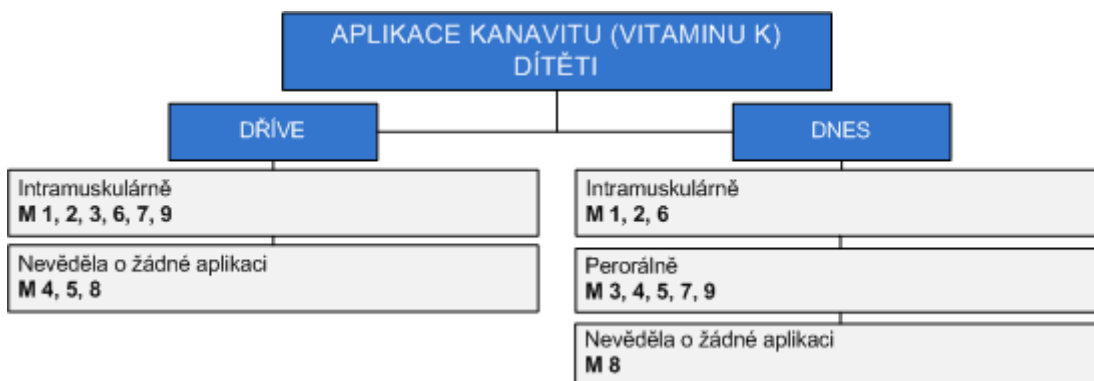 APLIKACE KANAVITU (VITAMINU K)
DÍTĚTI
DŘÍVE
Intramuskulárně
M 1, 2, 3, 6, 7, 9
Nevěděla o žádné aplikaci
M 4, 5, 8
DNES
Intramuskulárně
M 1, 2, 6
Perorálně
M 3, 4, 5, 7, 9
Nevěděla o žádné aplikaci
M 8